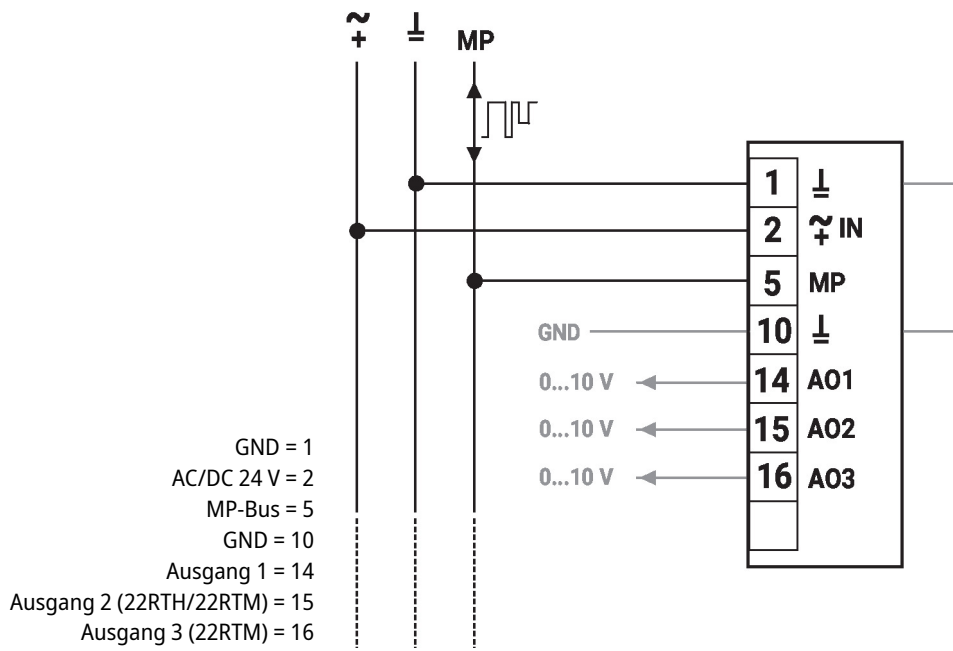 ~
+
⊥
=
MP
1 ⊥
2 ~
+ IN
5 MP
GND 10 ⊥
0...10 V 14 AO1
0...10 V 15 AO2
0...10 V 16 AO3
GND = 1
AC/DC 24 V = 2
MP-Bus = 5
GND = 10
Ausgang 1 = 14
Ausgang 2 (22RTH/22RTM) = 15
Ausgang 3 (22RTM) = 16